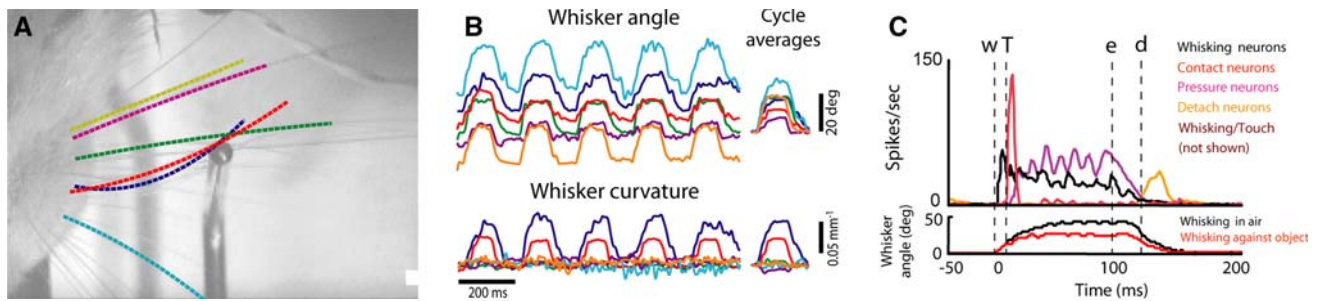 A
B
Whisker angle
Cycle
averages
20 deg
Whisker curvature
0.05 mm⁻¹
200 ms
C
w T e d
150
Spikes/sec
0
Whisking neurons
Contact neurons
Pressure neurons
Detach neurons
Whisking/Touch
(not shown)
50
Whisker
angle (deg)
0
Whisking in air
Whisking against object
-50 0 100 200
Time (ms)